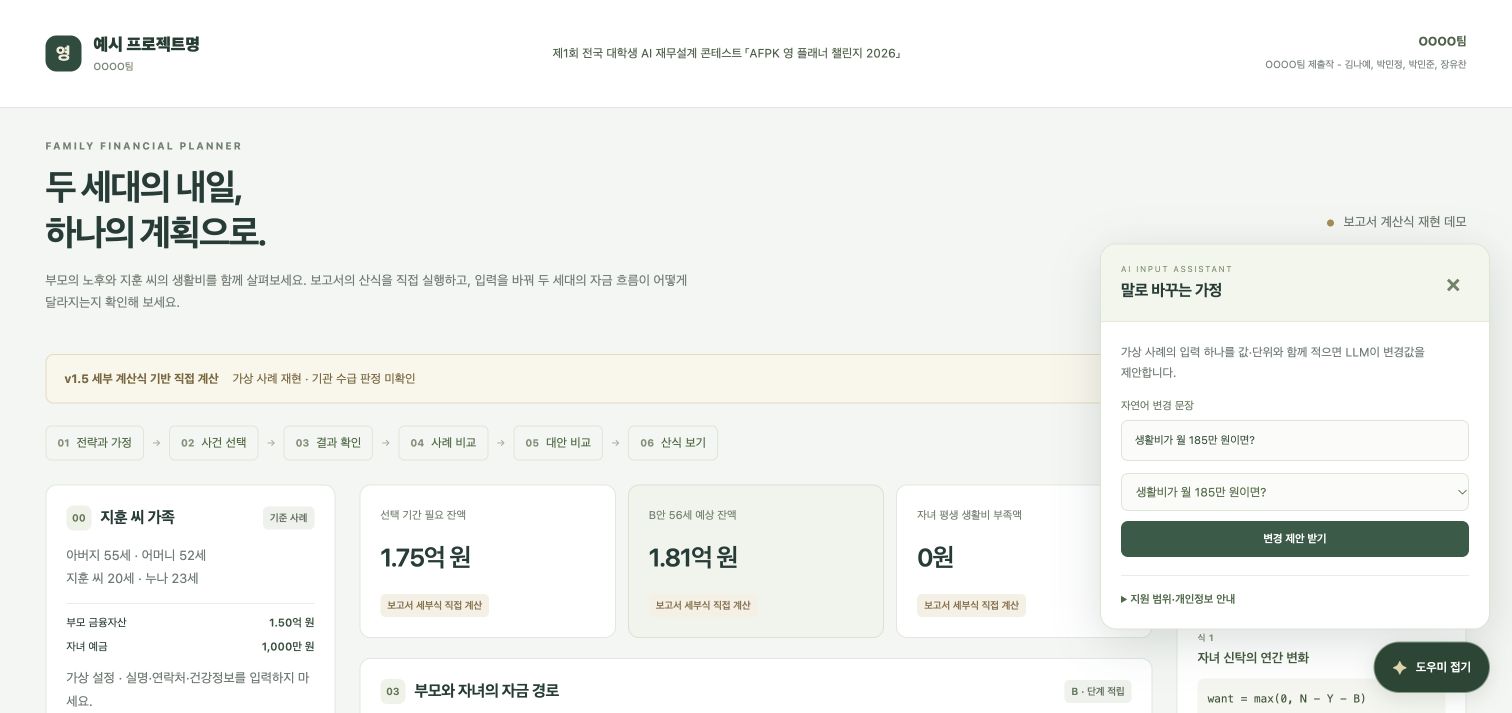 영
예시 프로젝트명
OOOO팀
제1회 전국 대학생 AI 재무설계 콘테스트 「AFPK 영 플래너 챌린지 2026」
OOOO팀
OOOO팀 제출작 - 김나예, 박민정, 박민준, 장유찬
FAMILY FINANCIAL PLANNER
두 세대의 내일,
하나의 계획으로.
부모의 노후와 지훈 씨의 생활비를 함께 살펴보세요. 보고서의 산식을 직접 실행하고, 입력을 바꿔 두 세대의 자금 흐름이 어떻게
달라지는지 확인해 보세요.
보고서 계산식 재현 데모
v1.5 세부 계산식 기반 직접 계산 가상 사례 재현 · 기관 수급 판정 미확인
01 전략과 가정 → 02 사건 선택 → 03 결과 확인 → 04 사례 비교 → 05 대안 비교 → 06 산식 보기
00 지훈 씨 가족 기준 사례
아버지 55세 · 어머니 52세
지훈 씨 20세 · 누나 23세
부모 금융자산 1.50억 원
자녀 예금 1,000만 원
가상 설정 · 실명·연락처·건강정보를 입력하지 마
세요.
선택 기간 필요 잔액
1.75억 원
보고서 세부식 직접 계산
B안 56세 예상 잔액
1.81억 원
보고서 세부식 직접 계산
자녀 평생 생활비 부족액
0원
보고서 세부식 직접 계산
03 부모와 자녀의 자금 경로 B · 단계 적립
AI INPUT ASSISTANT
말로 바꾸는 가정
×
가상 사례의 입력 하나를 값·단위와 함께 적으면 LLM이 변경값을
제안합니다.
자연어 변경 문장
생활비가 월 185만 원이면?
생활비가 월 185만 원이면?
변경 제안 받기
▶ 지원 범위·개인정보 안내
식 1
자녀 신탁의 연간 변화
want = max(0, N - Y - B)
도우미 접기